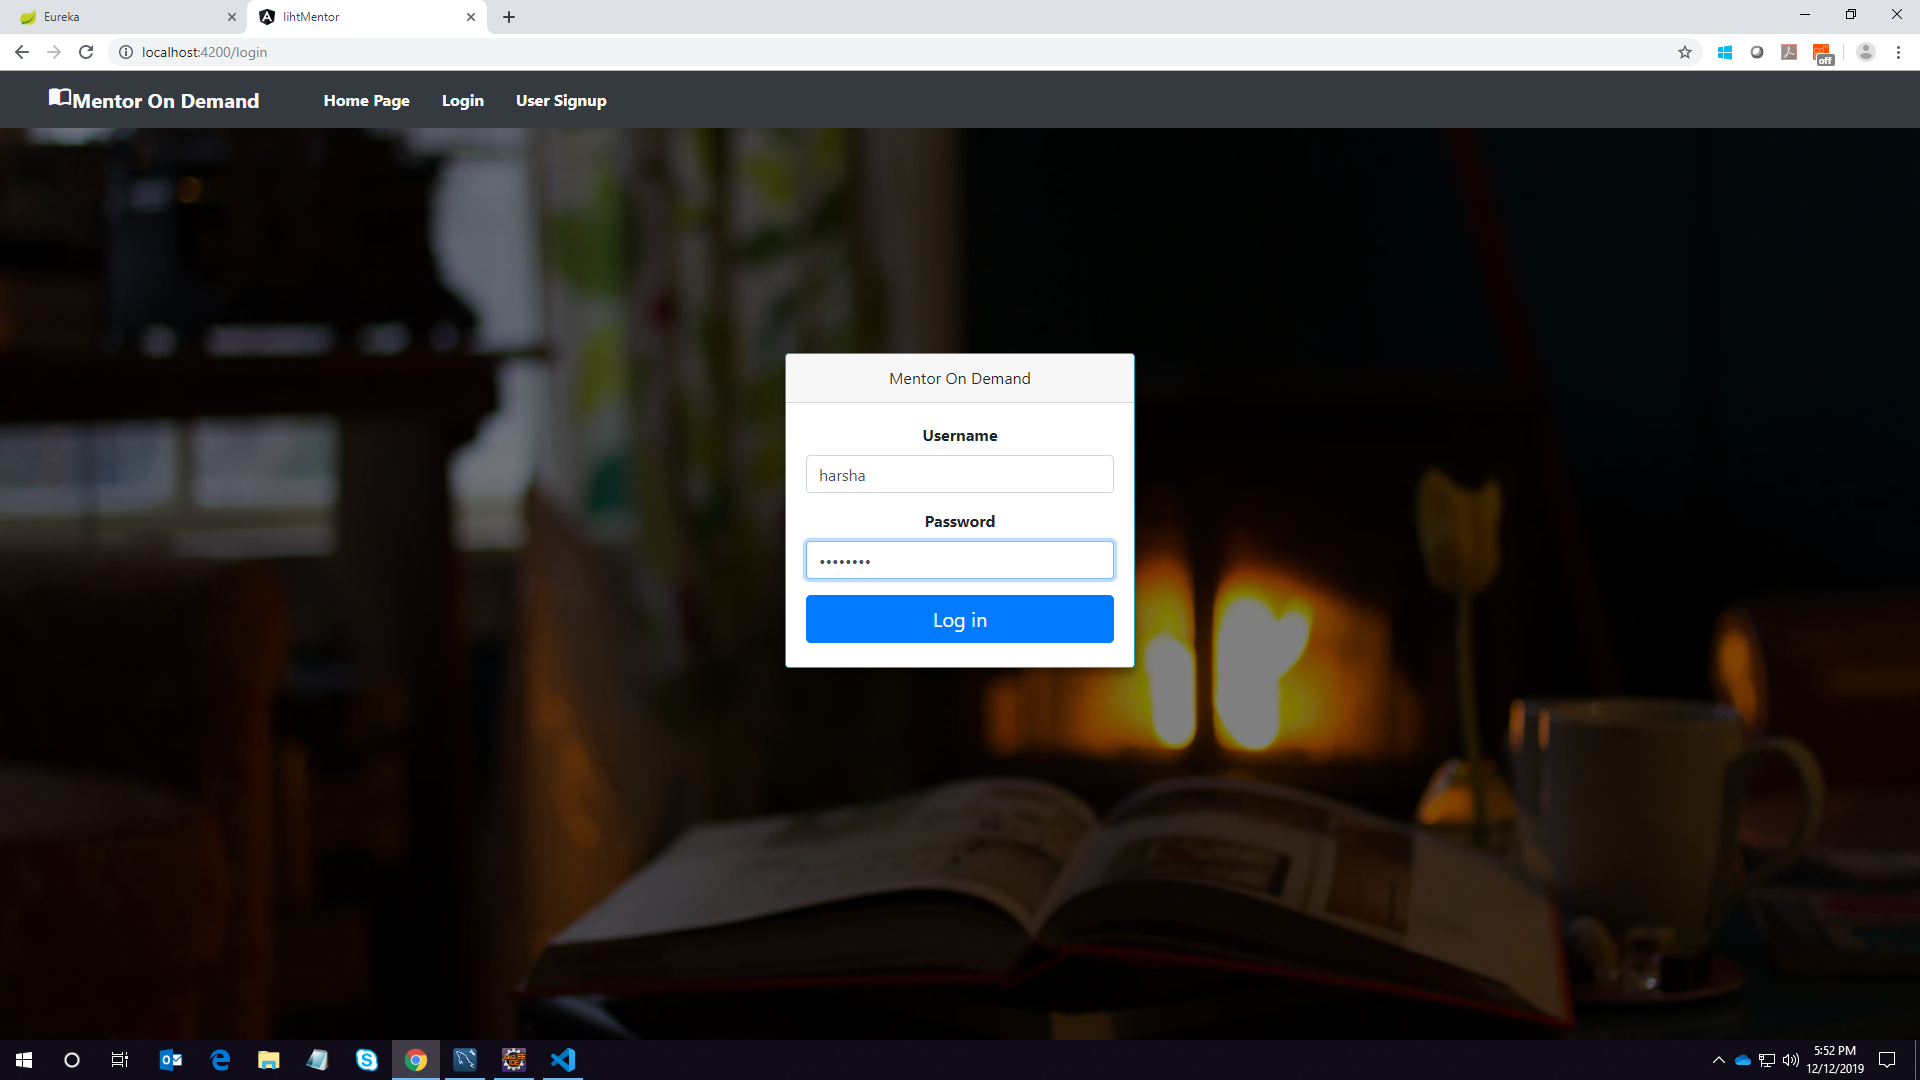 Eureka
lihtMentor
localhost:4200/login
off
Mentor On Demand
Home Page
Login
User Signup
Mentor On Demand
Username
harsha
Password
••••••••
Log in
5:52 PM
12/12/2019